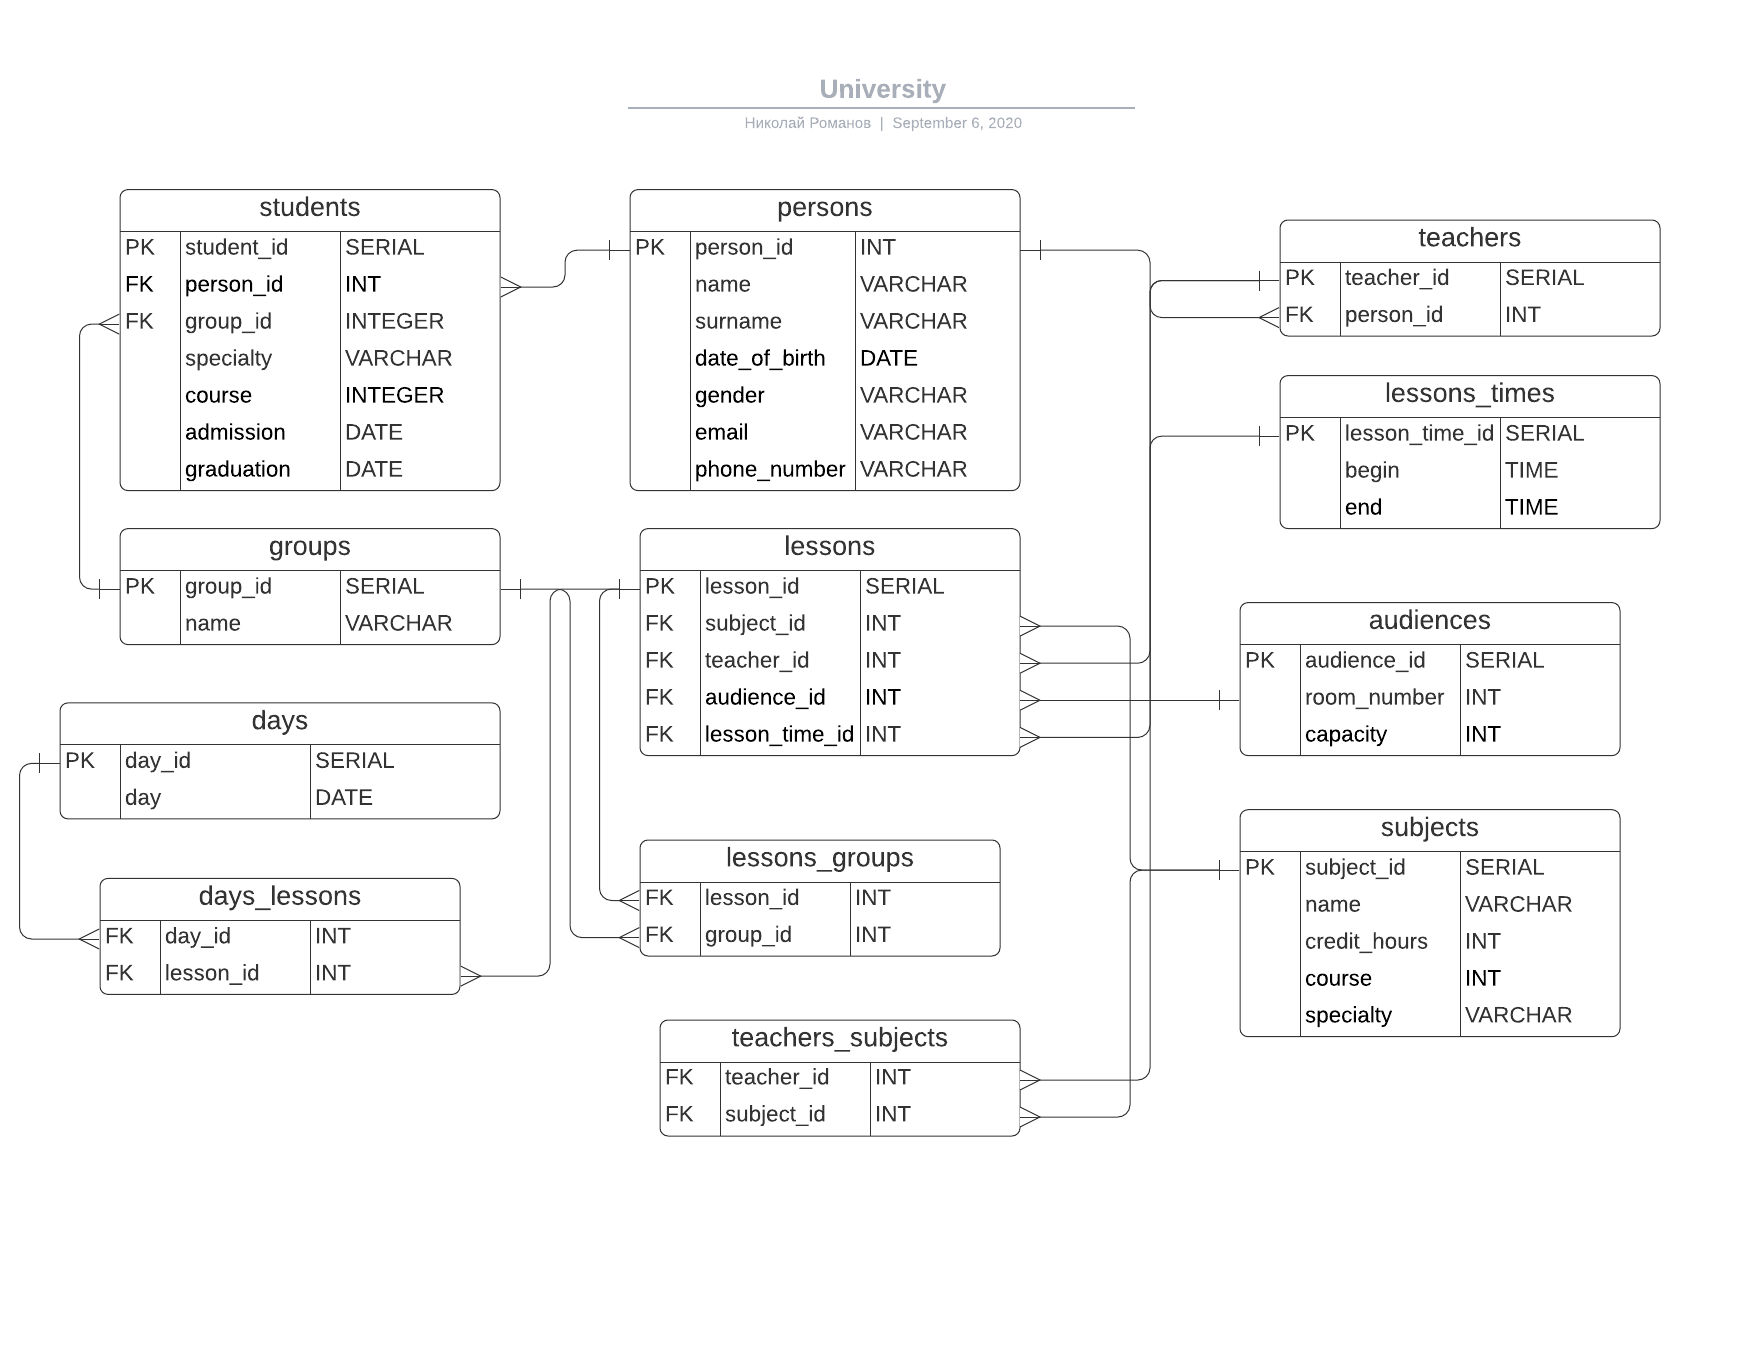 University
Николай Романов | September 6, 2020
students
PK student_id SERIAL
FK person_id INT
FK group_id INTEGER
specialty VARCHAR
course INTEGER
admission DATE
graduation DATE
persons
PK person_id INT
name VARCHAR
surname VARCHAR
date_of_birth DATE
gender VARCHAR
email VARCHAR
phone_number VARCHAR
teachers
PK teacher_id SERIAL
FK person_id INT
lessons_times
PK lesson_time_id SERIAL
begin TIME
end TIME
groups
PK group_id SERIAL
name VARCHAR
lessons
PK lesson_id SERIAL
FK subject_id INT
FK teacher_id INT
FK audience_id INT
FK lesson_time_id INT
audiences
PK audience_id SERIAL
room_number INT
capacity INT
days
PK day_id SERIAL
day DATE
lessons_groups
FK lesson_id INT
FK group_id INT
subjects
PK subject_id SERIAL
name VARCHAR
credit_hours INT
course INT
specialty VARCHAR
days_lessons
FK day_id INT
FK lesson_id INT
teachers_subjects
FK teacher_id INT
FK subject_id INT